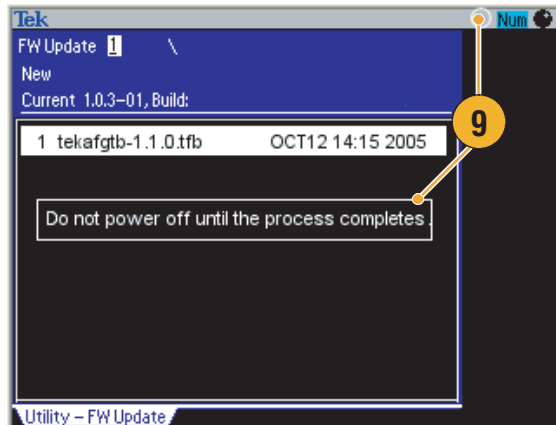 Tek
Num
FW Update 1 \
New
Current 1.0.3–01, Build:
9
1 tekafgtb-1.1.0.tfb OCT12 14:15 2005
Do not power off until the process completes.
Utility – FW Update